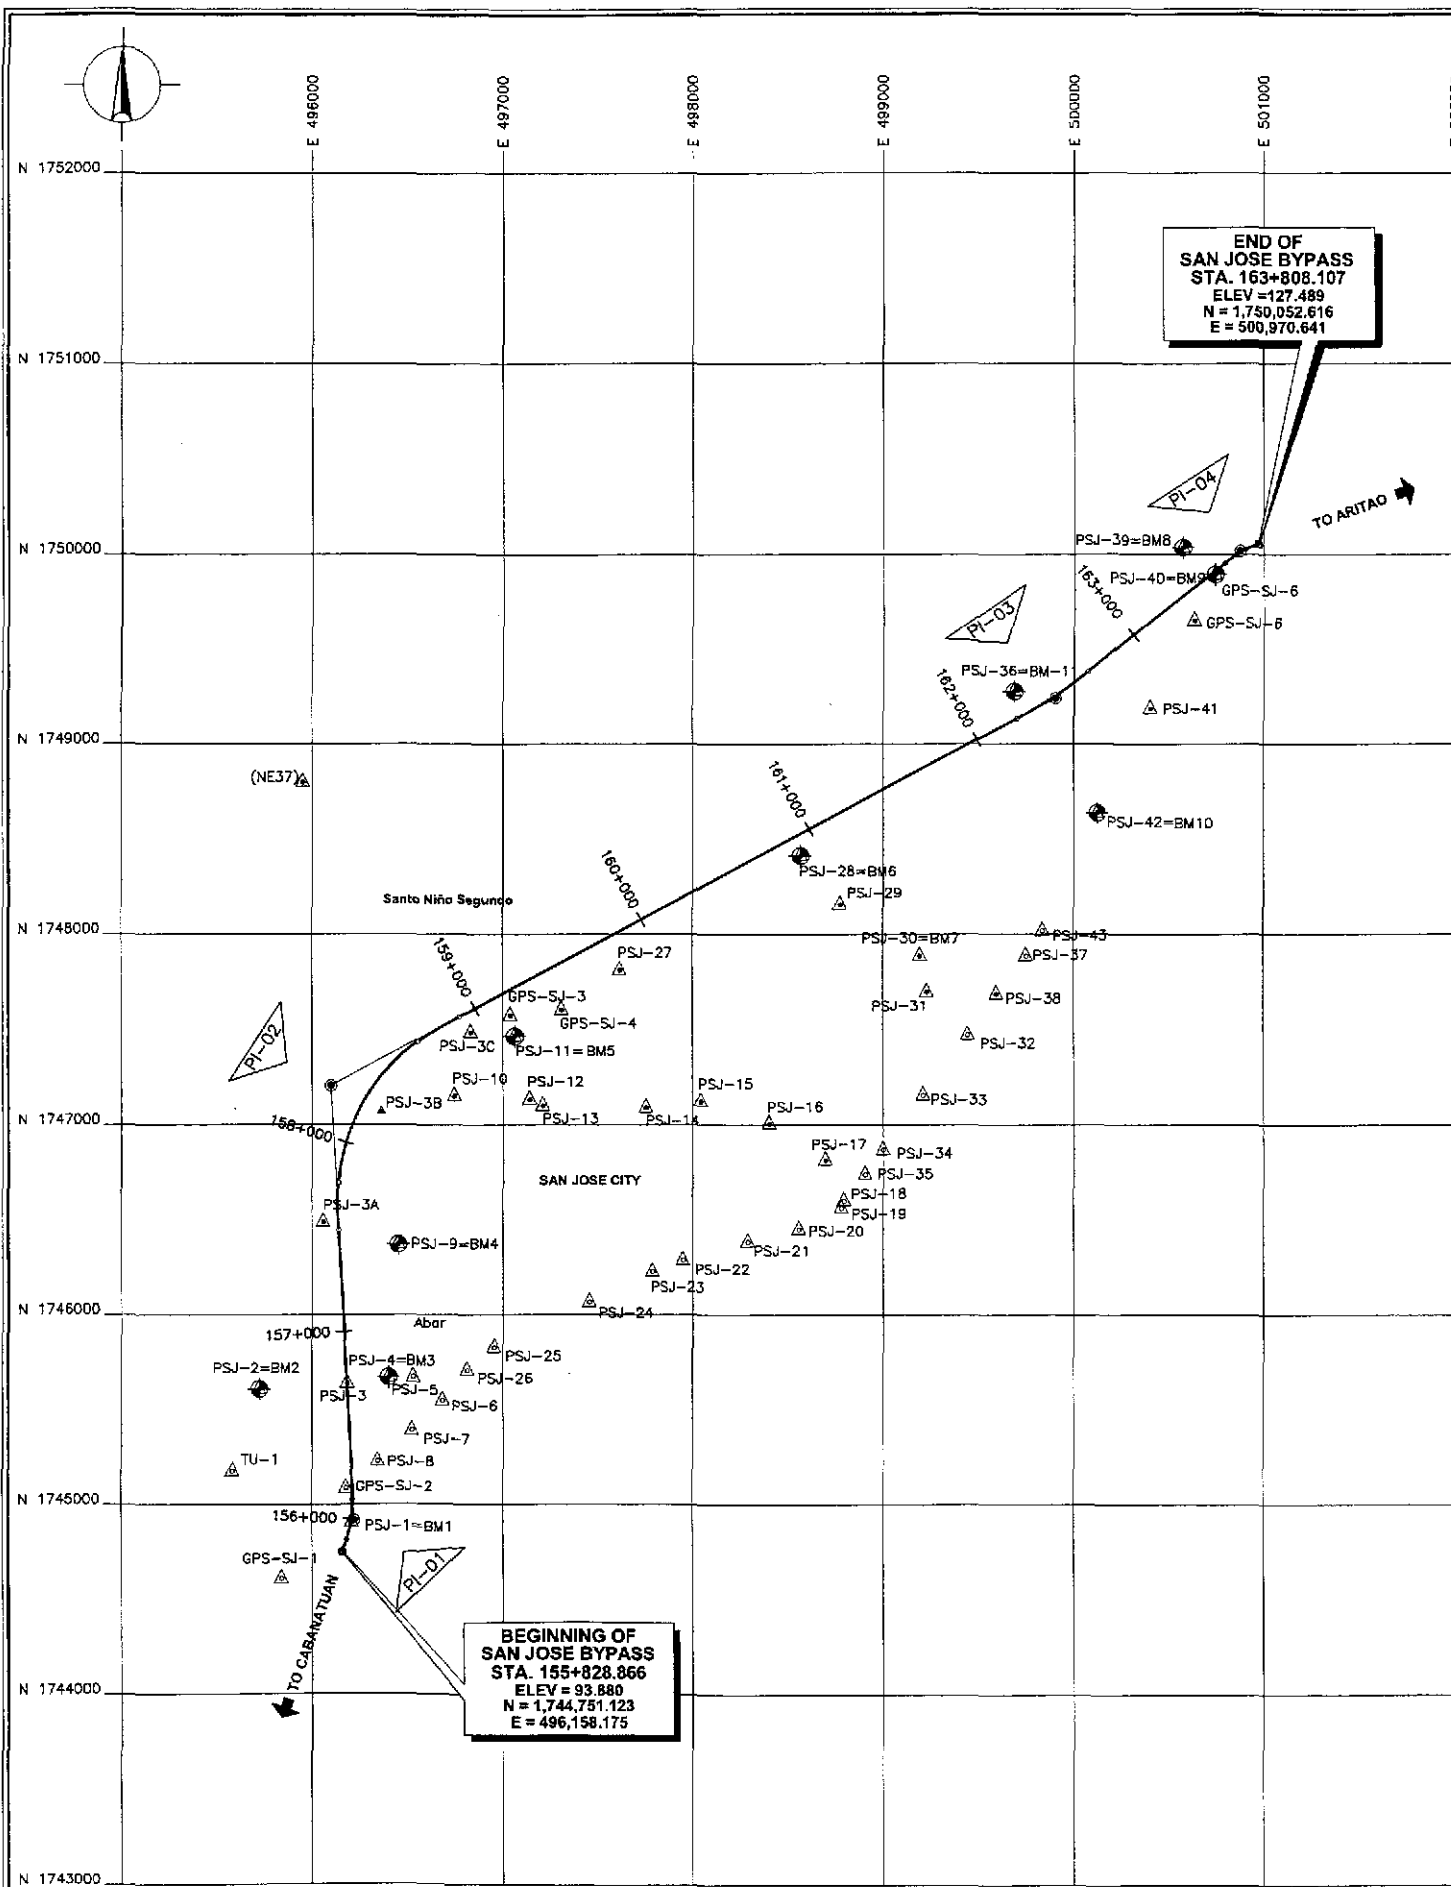 E 496000
E 497000
E 498000
E 499000
E 500000
E 501000
N 1752000
END OF
SAN JOSE BYPASS
STA. 163+808.107
ELEV =127.489
N = 1,750,052.616
E = 500,970.641
N 1751000
PI-04
TO ARITAO
N 1750000
PSJ-39=BM8
PSJ-40=BM9
GPS-SJ-6
163+000
GPS-SJ-6
PI-03
PSJ-36=BM-11
162+000
PSJ-41
N 1749000
(NE37)
161+000
PSJ-42=BM10
PSJ-28=BM6
PSJ-29
160+000
Santo Niño Segundo
N 1748000
PSJ-43
PSJ-30=BM7
PSJ-37
159+000
PSJ-27
PSJ-31
PSJ-38
GPS-SJ-3
GPS-SJ-4
PSJ-3C
PSJ-11=BM5
PSJ-32
PI-02
PSJ-10
PSJ-12
PSJ-15
PSJ-3B
PSJ-13
PSJ-14
PSJ-16
PSJ-33
N 1747000
158+000
PSJ-17
PSJ-34
PSJ-35
SAN JOSE CITY
PSJ-18
PSJ-3A
PSJ-19
PSJ-20
PSJ-9=BM4
PSJ-21
PSJ-22
PSJ-23
PSJ-24
N 1746000
Abar
157+000
PSJ-25
PSJ-4=BM3
PSJ-2=BM2
PSJ-26
PSJ-3
PSJ-5
PSJ-6
PSJ-7
TU-1
PSJ-8
GPS-SJ-2
N 1745000
156+000
PSJ-1=BM1
GPS-SJ-1
PI-01
TO CABANATUAN
BEGINNING OF
SAN JOSE BYPASS
STA. 155+828.866
ELEV = 93.880
N = 1,744,751.123
E = 496,158.175
N 1744000
N 1743000